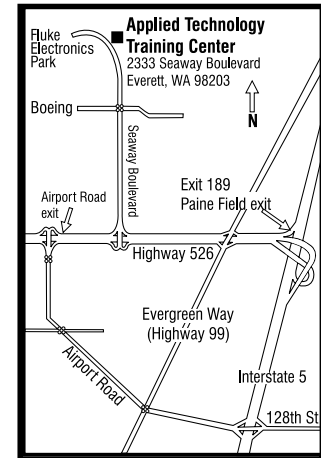 Fluke
Electronics
Park
Applied Technology
Training Center
2333 Seaway Boulevard
Everett, WA 98203
Boeing
N
Seaway Boulevard
Airport Road
exit
Exit 189
Paine Field exit
Highway 526
Evergreen Way
(Highway 99)
Airport Road
Interstate 5
128th St